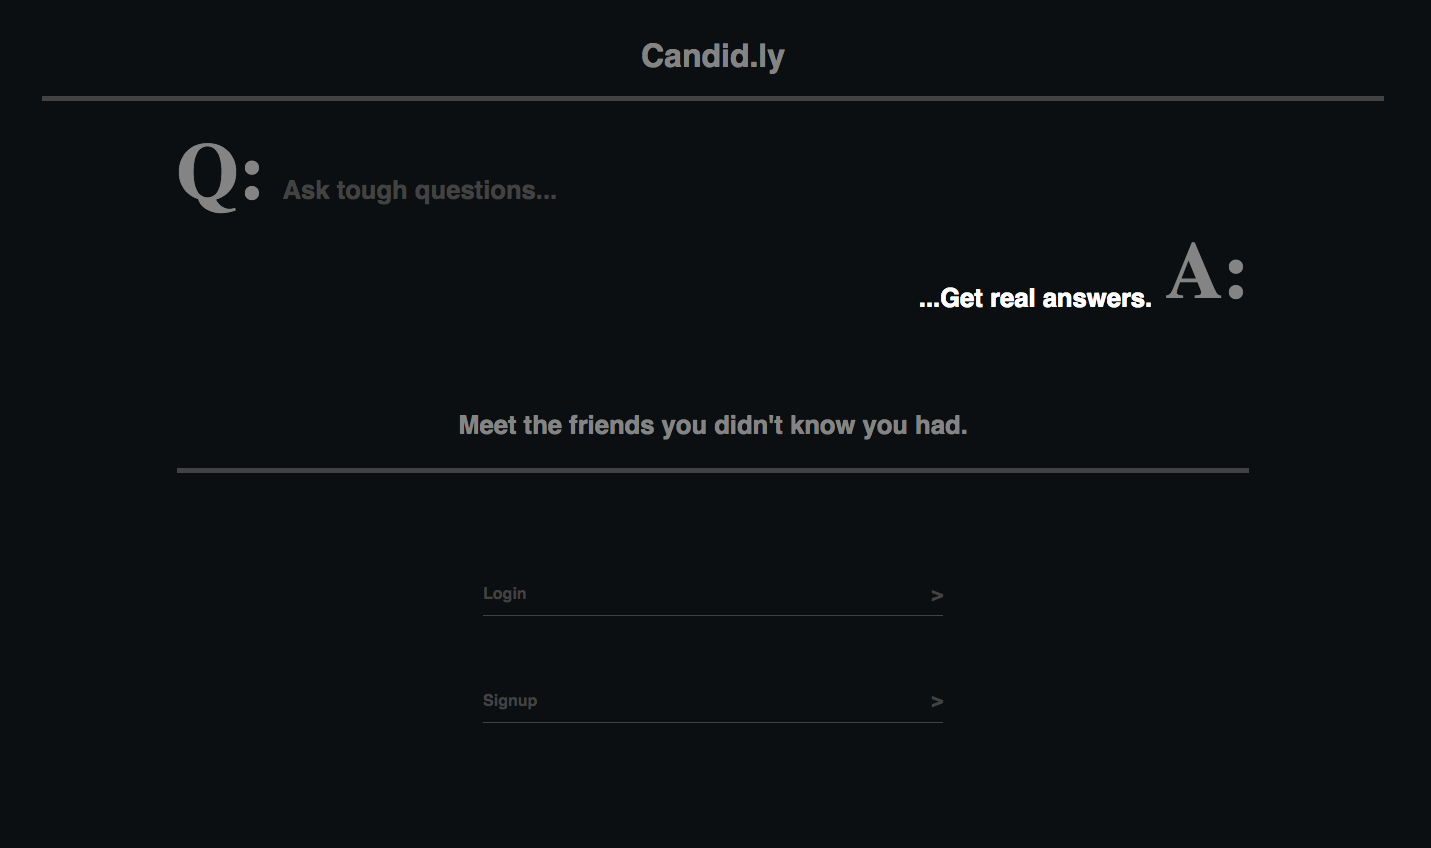 Candid.ly
Q: Ask tough questions...
...Get real answers. A:
Meet the friends you didn't know you had.
Login >
Signup >